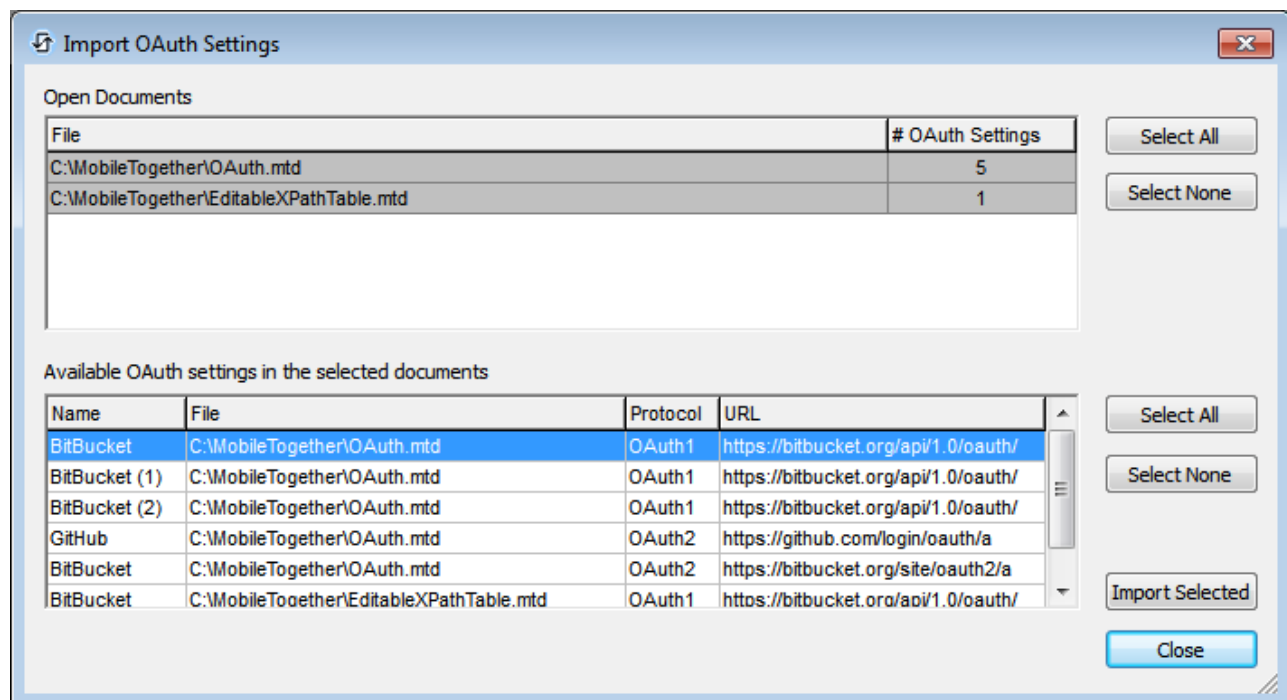 Import OAuth Settings
Open Documents
File # OAuth Settings
C:\MobileTogether\OAuth.mtd 5
C:\MobileTogether\EditableXPathTable.mtd 1
Select All
Select None
Available OAuth settings in the selected documents
Name File Protocol URL
BitBucket C:\MobileTogether\OAuth.mtd OAuth1 https://bitbucket.org/api/1.0/oauth/
BitBucket (1) C:\MobileTogether\OAuth.mtd OAuth1 https://bitbucket.org/api/1.0/oauth/
BitBucket (2) C:\MobileTogether\OAuth.mtd OAuth1 https://bitbucket.org/api/1.0/oauth/
GitHub C:\MobileTogether\OAuth.mtd OAuth2 https://github.com/login/oauth/a
BitBucket C:\MobileTogether\OAuth.mtd OAuth2 https://bitbucket.org/site/oauth2/a
BitBucket C:\MobileTogether\EditableXPathTable.mtd OAuth1 https://bitbucket.org/api/1.0/oauth/
Select All
Select None
Import Selected
Close